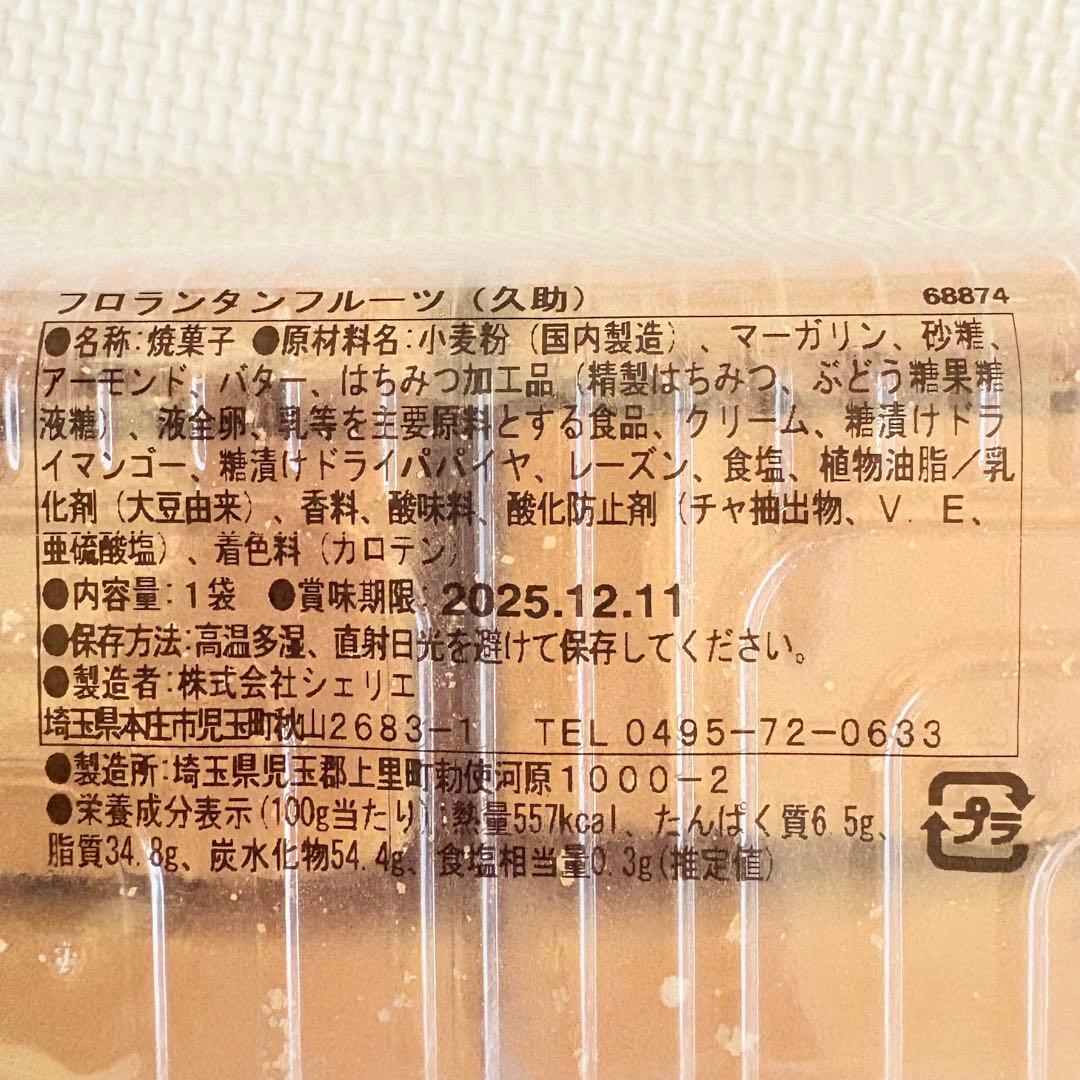 フロランタンフルーツ（久助） 68874
●名称:焼菓子 ●原材料名:小麦粉（国内製造）、マーガリン、砂糖、
アーモンド、バター、はちみつ加工品（精製はちみつ、ぶどう糖果糖
液糖）、液全卵、乳等を主要原料とする食品、クリーム、糖漬けドラ
イマンゴー、糖漬けドライパパイヤ、レーズン、食塩、植物油脂／乳
化剤（大豆由来）、香料、酸味料、酸化防止剤（チャ抽出物、Ｖ．Ｅ、
亜硫酸塩）、着色料（カロテン）
●内容量:１袋 ●賞味期限 2025.12.11
●保存方法:高温多湿、直射日光を避けて保存してください。
●製造者:株式会社シェリエ
埼玉県本庄市児玉町秋山２６８３−１ ＴＥＬ ０４９５−７２−０６３３
●製造所:埼玉県児玉郡上里町勅使河原１０００−２
●栄養成分表示(100g当たり):熱量557kcal、たんぱく質6.5g、
脂質34.8g、炭水化物54.4g、食塩相当量0.3g(推定値)
プラ